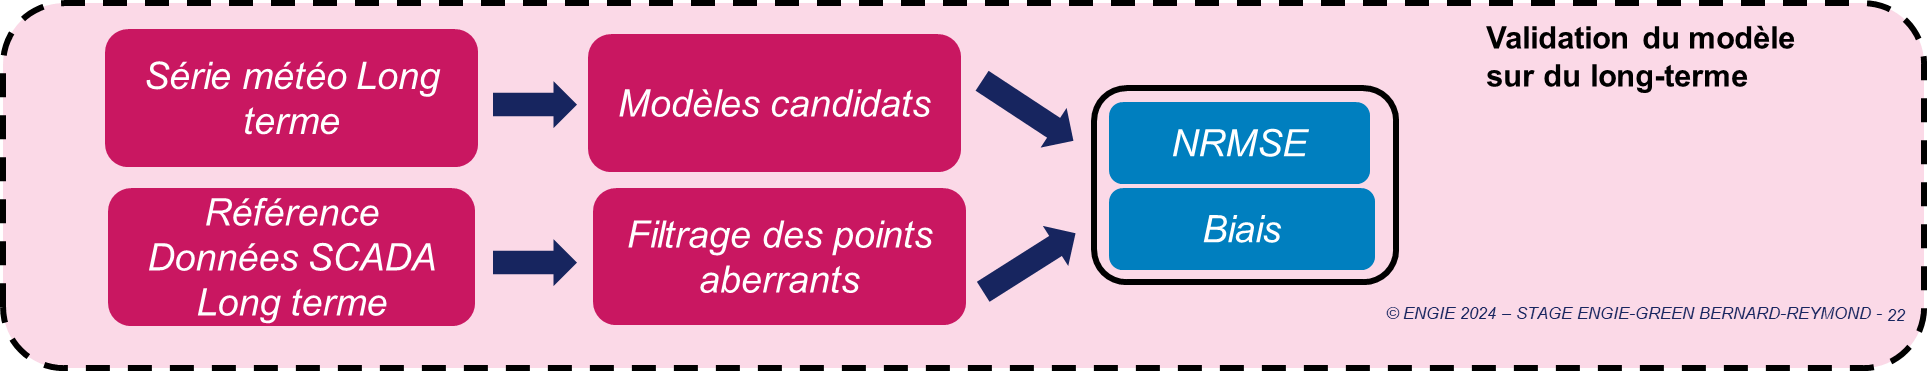 Validation du modèle
sur du long-terme
Série météo Long
terme
Modèles candidats
NRMSE
Référence
Données SCADA
Long terme
Filtrage des points
aberrants
Biais
© ENGIE 2024 – STAGE ENGIE-GREEN BERNARD-REYMOND - 22